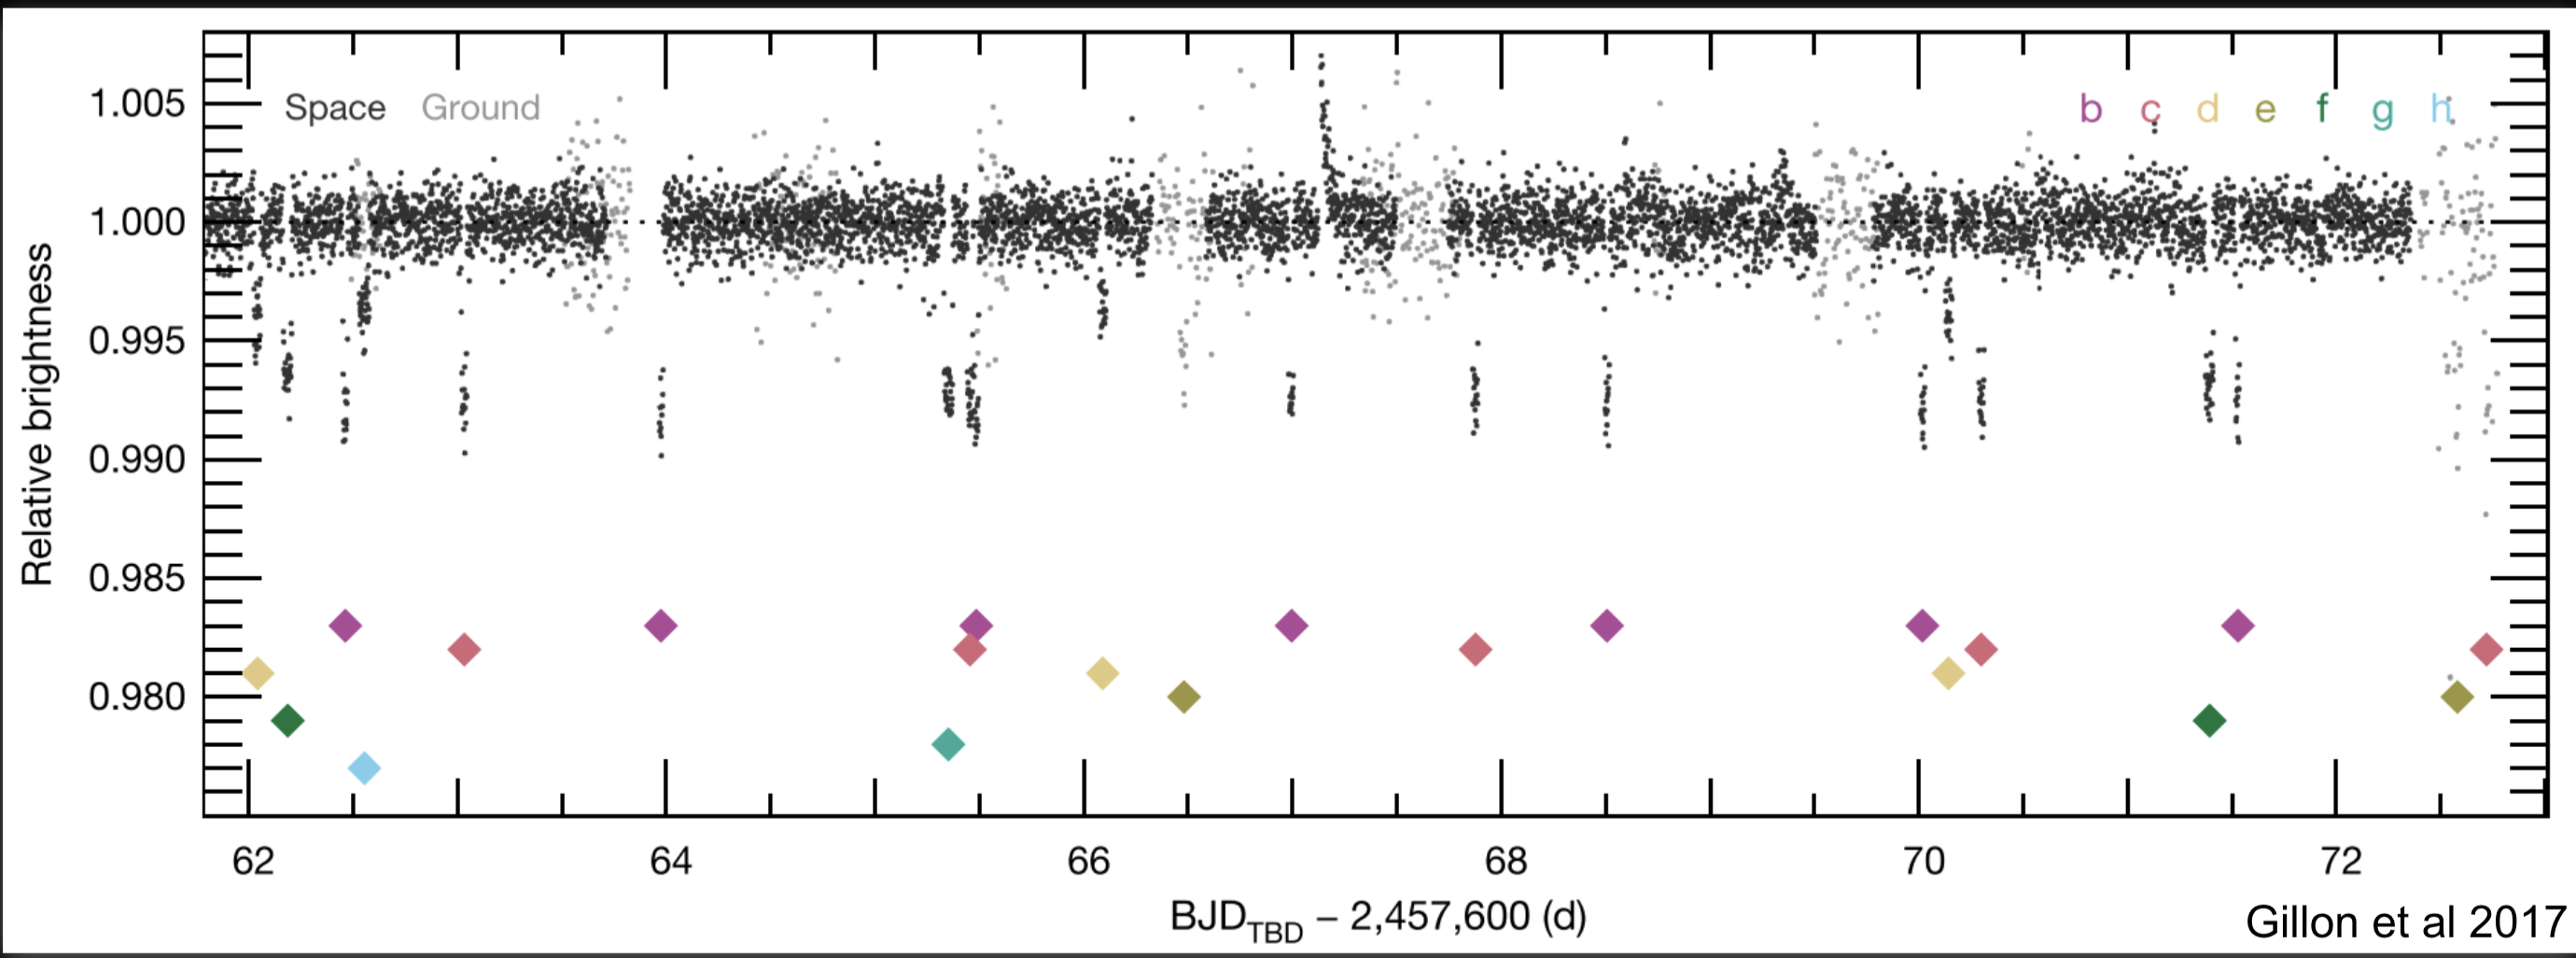 Relative brightness
1.005
1.000
0.995
0.990
0.985
0.980
Space Ground
b c d e f g h
62 64 66 68 70 72
BJD_TBD – 2,457,600 (d)
Gillon et al 2017